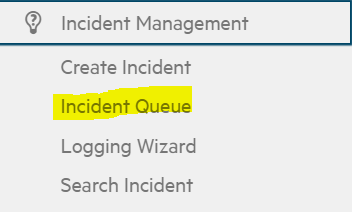 Incident Management
Create Incident
Incident Queue
Logging Wizard
Search Incident